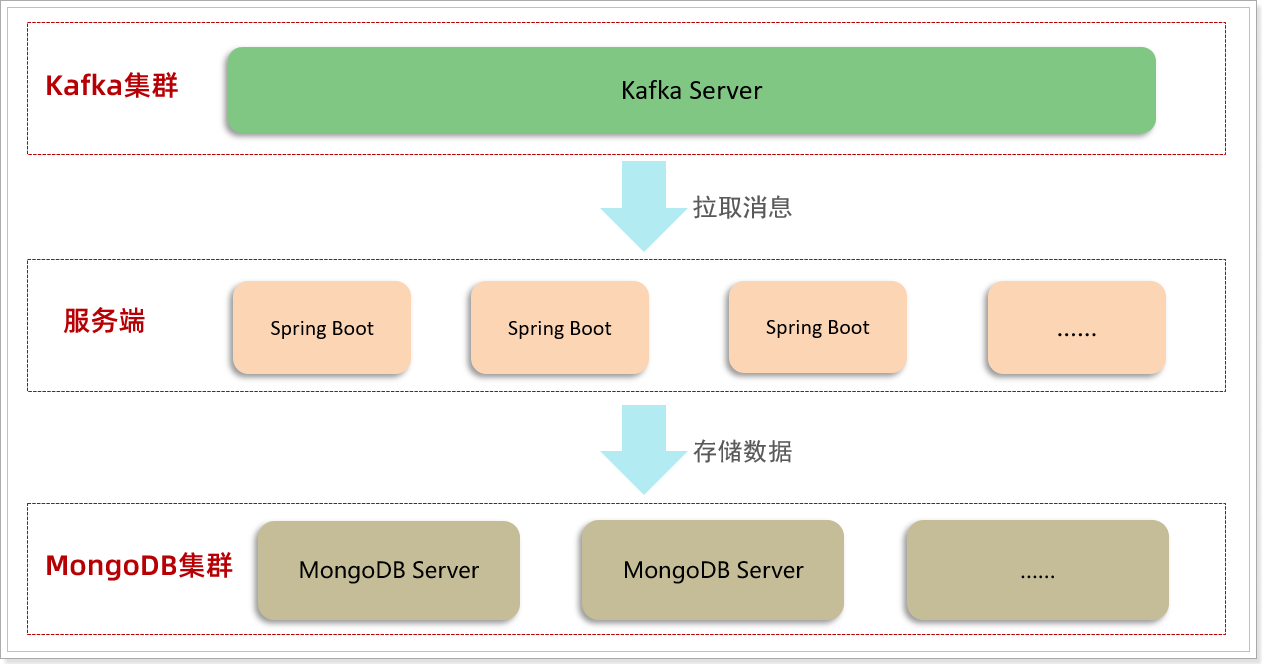 Kafka集群
Kafka Server
拉取消息
服务端
Spring Boot
Spring Boot
Spring Boot
......
存储数据
MongoDB集群
MongoDB Server
MongoDB Server
......